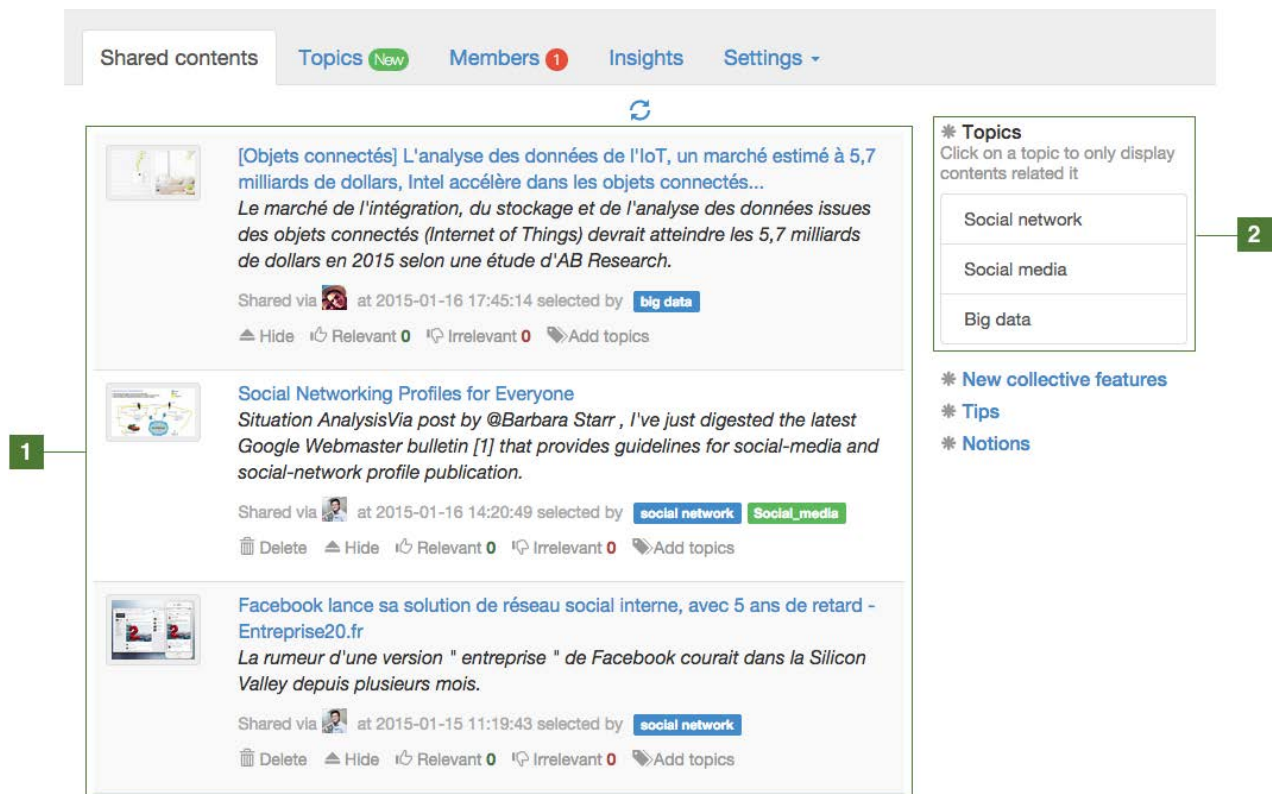 Shared contents Topics New Members 1 Insights Settings
[Objets connectés] L'analyse des données de l'IoT, un marché estimé à 5,7
milliards de dollars, Intel accélère dans les objets connectés...
Le marché de l'intégration, du stockage et de l'analyse des données issues
des objets connectés (Internet of Things) devrait atteindre les 5,7 milliards
de dollars en 2015 selon une étude d'AB Research.
Shared via at 2015-01-16 17:45:14 selected by big data
Hide Relevant 0 Irrelevant 0 Add topics
Social Networking Profiles for Everyone
Situation AnalysisVia post by @Barbara Starr , I've just digested the latest
Google Webmaster bulletin [1] that provides guidelines for social-media and
social-network profile publication.
Shared via at 2015-01-16 14:20:49 selected by social network Social_media
Delete Hide Relevant 0 Irrelevant 0 Add topics
Facebook lance sa solution de réseau social interne, avec 5 ans de retard -
Entreprise20.fr
La rumeur d'une version " entreprise " de Facebook courait dans la Silicon
Valley depuis plusieurs mois.
Shared via at 2015-01-15 11:19:43 selected by social network
Delete Hide Relevant 0 Irrelevant 0 Add topics
1
Topics
Click on a topic to only display
contents related it
Social network
Social media
Big data
2
New collective features
Tips
Notions